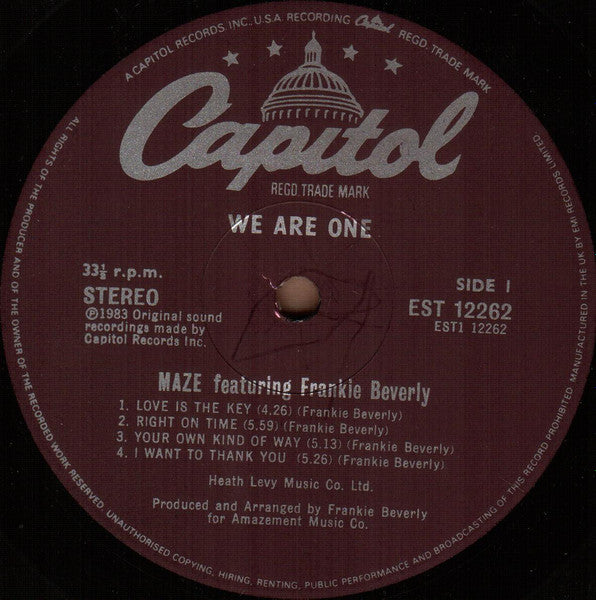 A CAPITOL RECORDS INC., U.S.A. RECORDING Capitol REGD. TRADE MARK
Capitol
REGD. TRADE MARK
WE ARE ONE
33⅓ r.p.m.
STEREO
℗1983 Original sound
recordings made by
Capitol Records Inc.
SIDE 1
EST 12262
EST1 12262
MAZE featuring Frankie Beverly
1. LOVE IS THE KEY (4.26) (Frankie Beverly)
2. RIGHT ON TIME (5.59) (Frankie Beverly)
3. YOUR OWN KIND OF WAY (5.13) (Frankie Beverly)
4. I WANT TO THANK YOU (5.26) (Frankie Beverly)
Heath Levy Music Co. Ltd.
Produced and Arranged by Frankie Beverly
for Amazement Music Co.
ALL RIGHTS OF THE PRODUCER AND OF THE OWNER OF THE RECORDED WORK RESERVED. UNAUTHORISED COPYING, HIRING, RENTING, PUBLIC PERFORMANCE AND BROADCASTING OF THIS RECORD PROHIBITED. MANUFACTURED IN THE UK BY EMI RECORDS LIMITED.